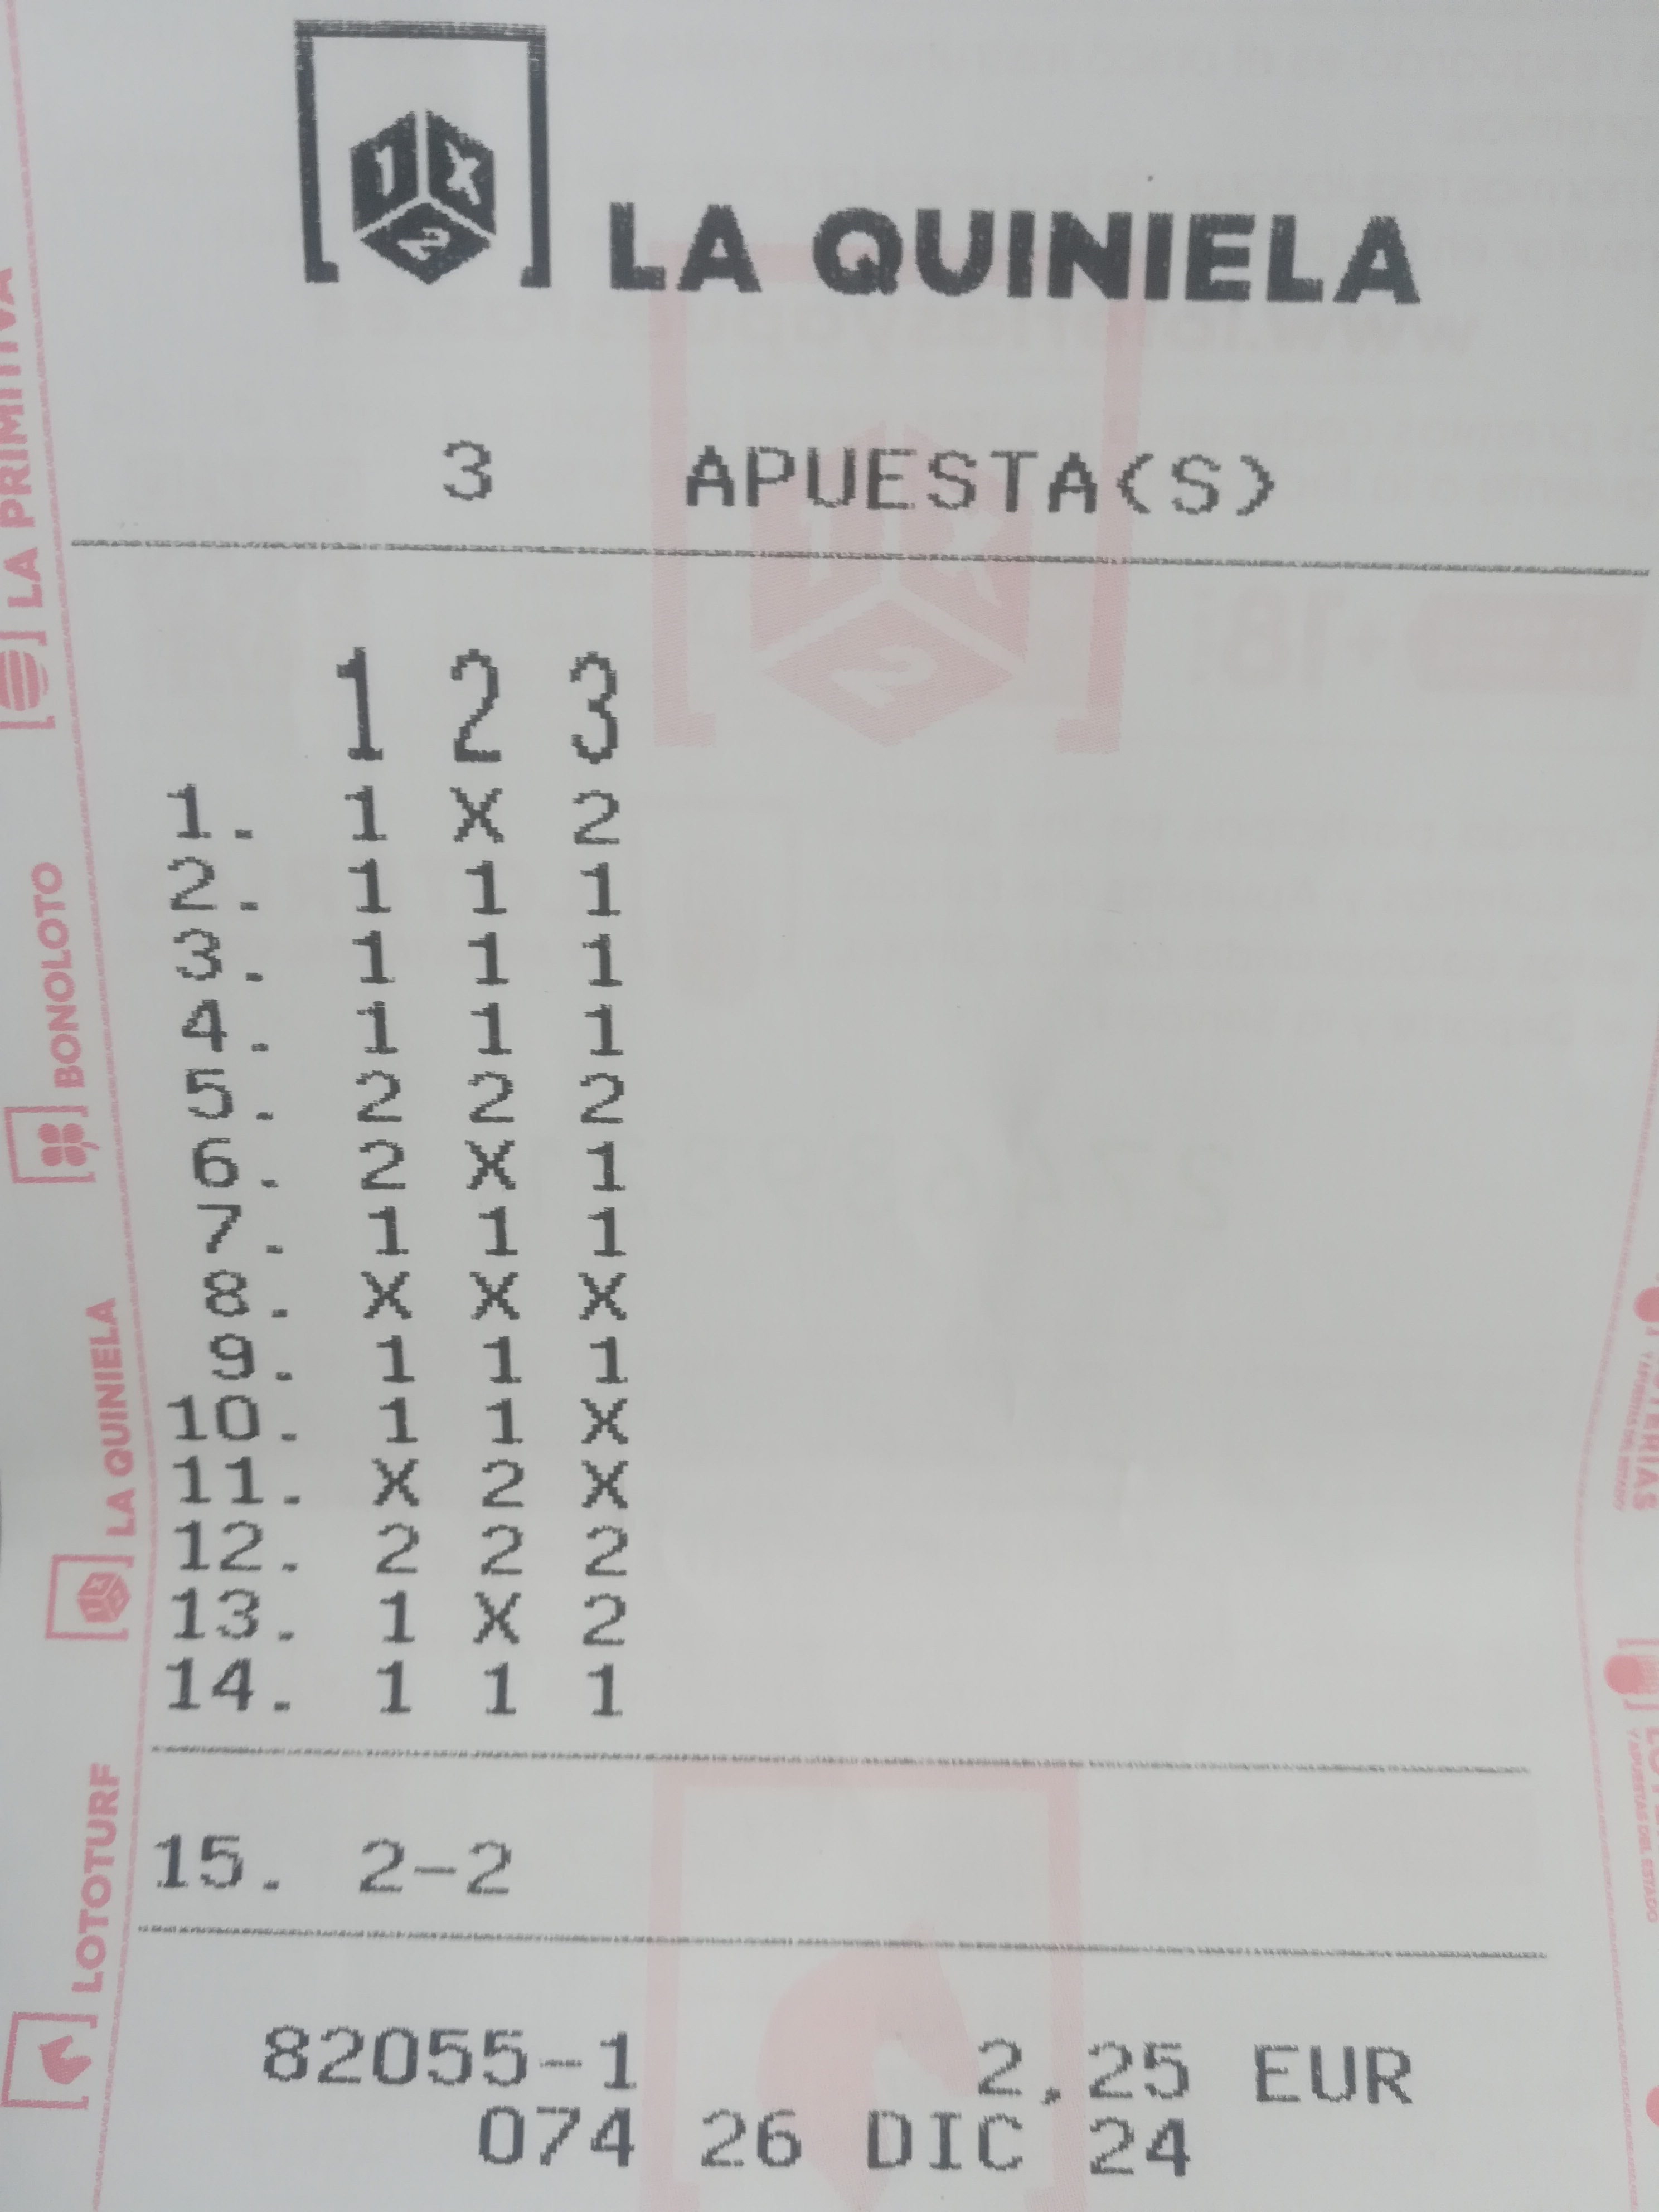 1 X 2
LA QUINIELA
3 APUESTA(S)
1 2 3
1. 1 X 2
2. 1 1 1
3. 1 1 1
4. 1 1 1
5. 2 2 2
6. 2 X 1
7. 1 1 1
8. X X X
9. 1 1 1
10. 1 1 X
11. X 2 X
12. 2 2 2
13. 1 X 2
14. 1 1 1
15. 2-2
82055-1 2,25 EUR
074 26 DIC 24
LA PRIMITIVA
BONOLOTO
LA QUINIELA
LOTOTURF